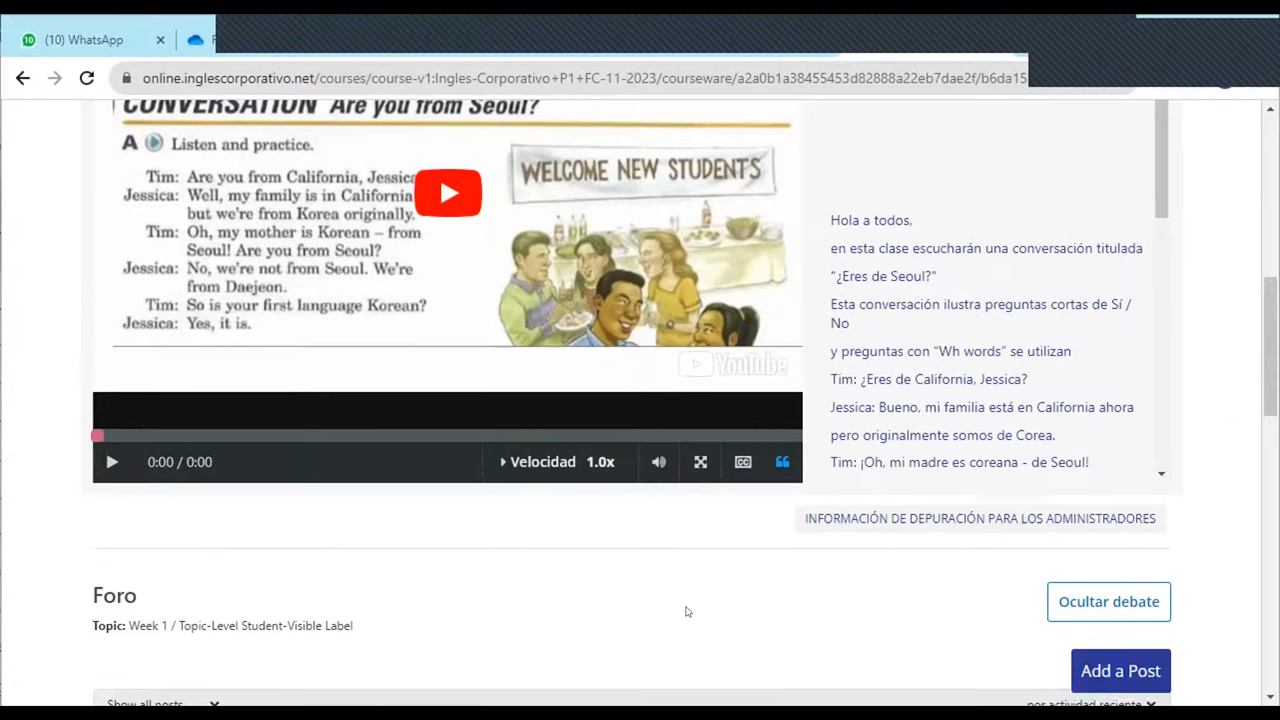 (10) WhatsApp
online.inglescorporativo.net/courses/course-v1:Ingles-Corporativo+P1+FC-11-2023/courseware/a2a0b1a38455453d82888a22eb7dae2f/b6da15
CONVERSATION Are you from Seoul?
A Listen and practice.
Tim: Are you from California, Jessica
Jessica: Well, my family is in California
but we're from Korea originally.
Tim: Oh, my mother is Korean – from
Seoul! Are you from Seoul?
Jessica: No, we're not from Seoul. We're
from Daejeon.
Tim: So is your first language Korean?
Jessica: Yes, it is.
WELCOME NEW STUDENTS
YouTube
0:00 / 0:00
Velocidad 1.0x
CC
Hola a todos,
en esta clase escucharán una conversación titulada
"¿Eres de Seoul?"
Esta conversación ilustra preguntas cortas de Sí /
No
y preguntas con “Wh words” se utilizan
Tim: ¿Eres de California, Jessica?
Jessica: Bueno, mi familia está en California ahora
pero originalmente somos de Corea.
Tim: ¡Oh, mi madre es coreana - de Seoul!
INFORMACIÓN DE DEPURACIÓN PARA LOS ADMINISTRADORES
Foro
Ocultar debate
Topic: Week 1 / Topic-Level Student-Visible Label
Add a Post
Show all posts
por actividad reciente